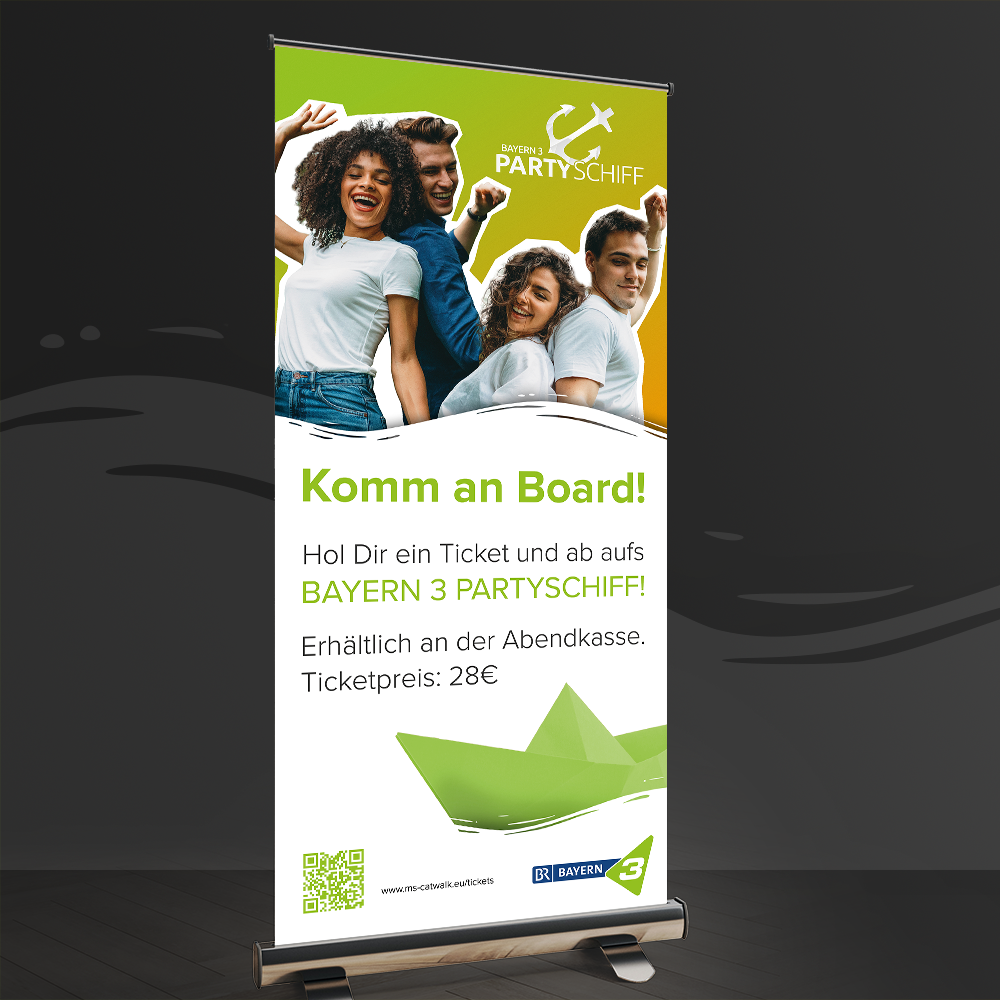 BAYERN 3
PARTYSCHIFF
Komm an Board!
Hol Dir ein Ticket und ab aufs
BAYERN 3 PARTYSCHIFF!
Erhältlich an der Abendkasse.
Ticketpreis: 28€
www.ms-catwalk.eu/tickets
BR BAYERN 3